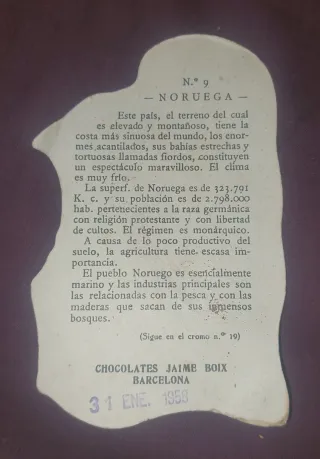 N.º 9
— NORUEGA —
Este país, el terreno del cual
es elevado y montañoso, tiene la
costa más sinuosa del mundo, los enor-
mes acantilados, sus bahías estrechas y
tortuosas llamadas fiordos, constituyen
un espectáculo maravilloso. El clima
es muy frío.
La superf. de Noruega es de 323.791
K. c. y su población es de 2.798.000
hab. pertenecientes a la raza germánica
con religión protestante y con libertad
de cultos. El régimen es monárquico.
A causa de lo poco productivo del
suelo, la agricultura tiene escasa im-
portancia.
El pueblo Noruego es esencialmente
marino y las industrias principales son
las relacionadas con la pesca y con las
maderas que sacan de sus inmensos
bosques.
(Sigue en el cromo n.º 19)
CHOCOLATES JAIME BOIX
BARCELONA
31 ENE. 1958